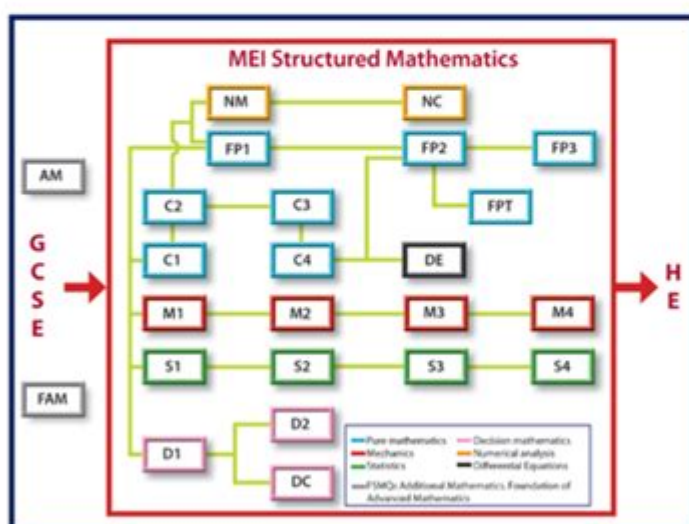 MEI Structured Mathematics
NM
NC
FP1
FP2
FP3
AM
C2
C3
FPT
G
C
S
E
C1
C4
DE
H
E
M1
M2
M3
M4
S1
S2
S3
S4
FAM
D1
D2
DC
Pure mathematics
Decision mathematics
Mechanics
Numerical analysis
Statistics
Differential Equations
FSMQs Additional Mathematics, Foundation of
Advanced Mathematics